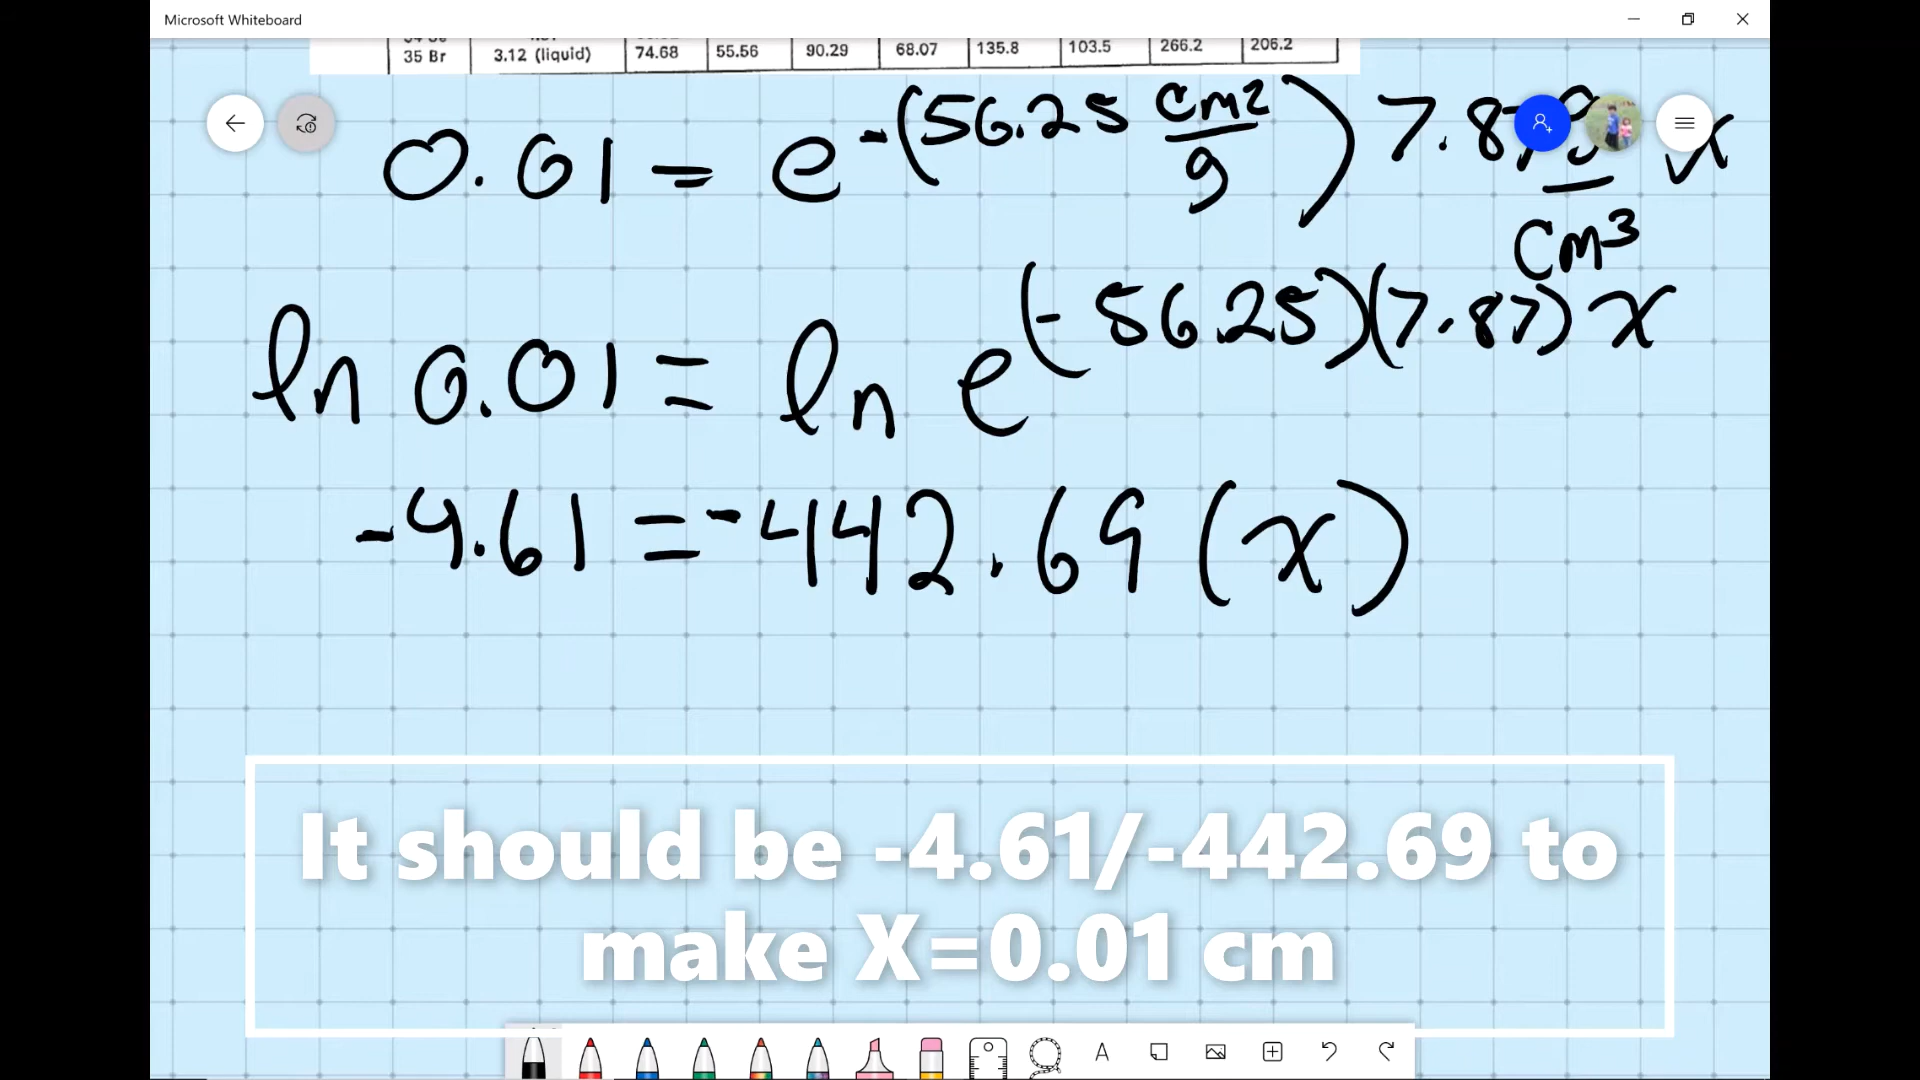 Microsoft Whiteboard
35 Br 3.12 (liquid) 74.68 55.56 90.29 68.07 135.8 103.5 266.2 206.2
0.01 = e^-(56.25 cm²/g) 7.87 g/cm³ x
ln 0.01 = ln e^(-56.25)(7.87) x
-4.61 = -442.69 (x)
It should be -4.61/-442.69 to
make X=0.01 cm